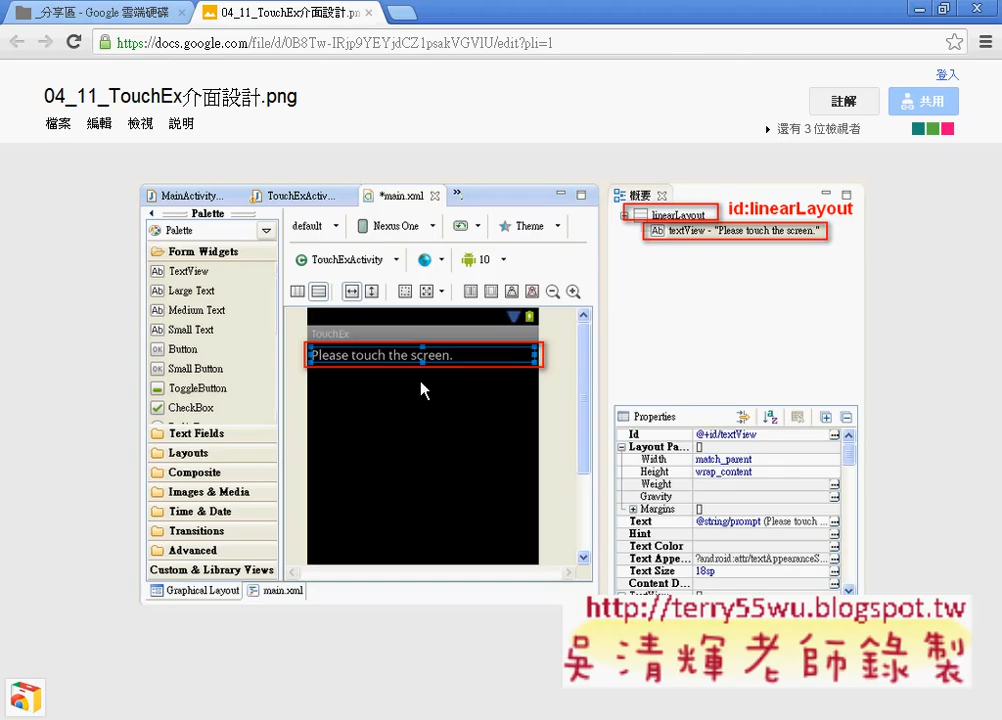 _分享區 - Google 雲端硬碟
04_11_TouchEx介面設計.pn
https://docs.google.com/file/d/0B8Tw-IRjp9YEYjdCZ1psakVGVlU/edit?pli=1
登入
04_11_TouchEx介面設計.png
註解
共用
檔案 編輯 檢視 說明
還有 3 位檢視者
MainActivity...
TouchExActiv...
*main.xml
概要
Palette
Palette
Form Widgets
TextView
Large Text
Medium Text
Small Text
Button
Small Button
ToggleButton
CheckBox
Text Fields
Layouts
Composite
Images & Media
Time & Date
Transitions
Advanced
Custom & Library Views
default
Nexus One
Theme
TouchExActivity
10
TouchEx
Please touch the screen.
Graphical Layout
main.xml
linearLayout
id:linearLayout
textView - "Please touch the screen."
Properties
Id @+id/textView
Layout Pa... []
Width match_parent
Height wrap_content
Weight
Gravity
Margins []
Text @string/prompt (Please touch ...
Hint
Text Color
Text Appe... ?android:attr/textAppearanceS...
Text Size 18sp
Content D...
http://terry55wu.blogspot.tw
吳清輝老師錄製